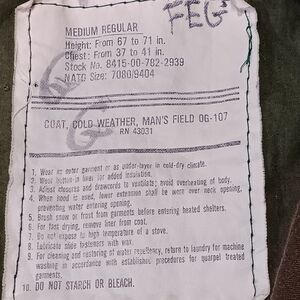 FEG
MEDIUM REGULAR
Height: From 67 to 71 in.
Chest: From 37 to 41 in.
Stock No. 8415-00-782-2939
NATO Size: 7080/9404
COAT, COLD WEATHER, MAN'S FIELD OG-107
RN 43031
1. Wear as outer garment or as under-layer in cold-dry climate.
2. Wear button-in liner for added insulation.
3. Adjust closures and drawcords to ventilate; avoid overheating of body.
4. When hood is used, lower extension shall be worn over neck opening,
preventing water entering opening.
5. Brush snow or frost from garments before entering heated shelters.
6. For fast drying, remove liner from coat.
7. Do not expose to high temperature of a stove.
8. Lubricate slide fasteners with wax.
9. For cleaning and restoring of water repellency, return to laundry for machine
washing in accordance with established procedures for quarpel treated
garments.
10. DO NOT STARCH OR BLEACH.